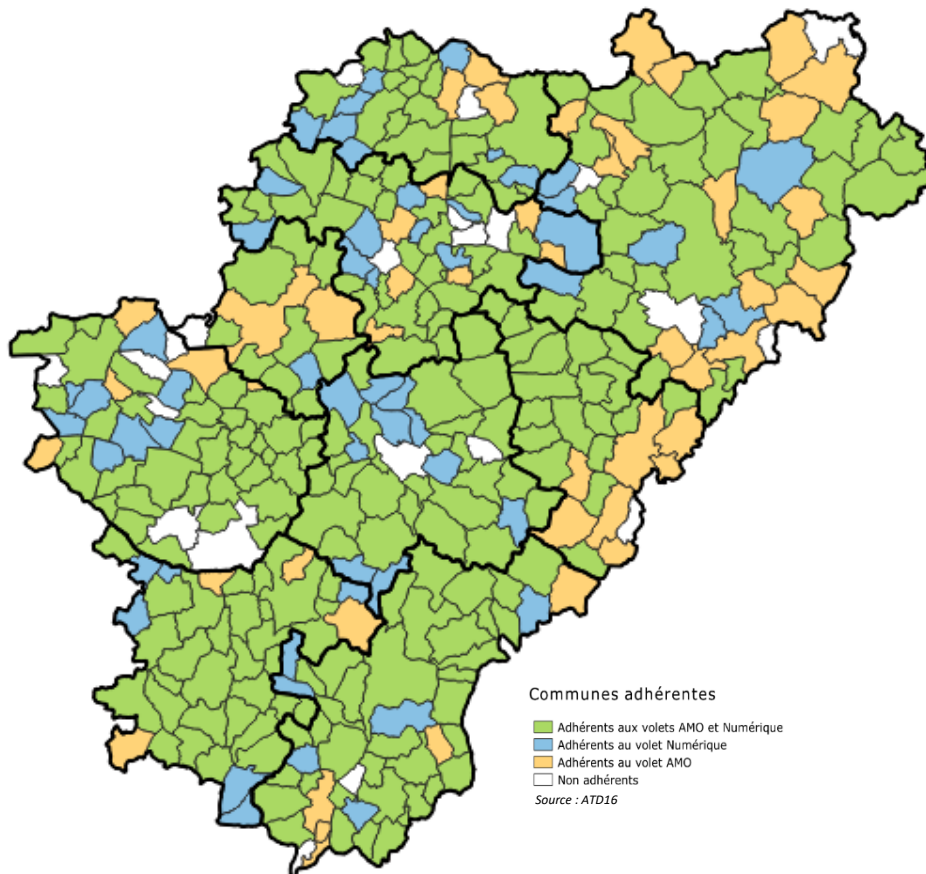 Communes adhérentes
Adhérents aux volets AMO et Numérique
Adhérents au volet Numérique
Adhérents au volet AMO
Non adhérents
Source : ATD16